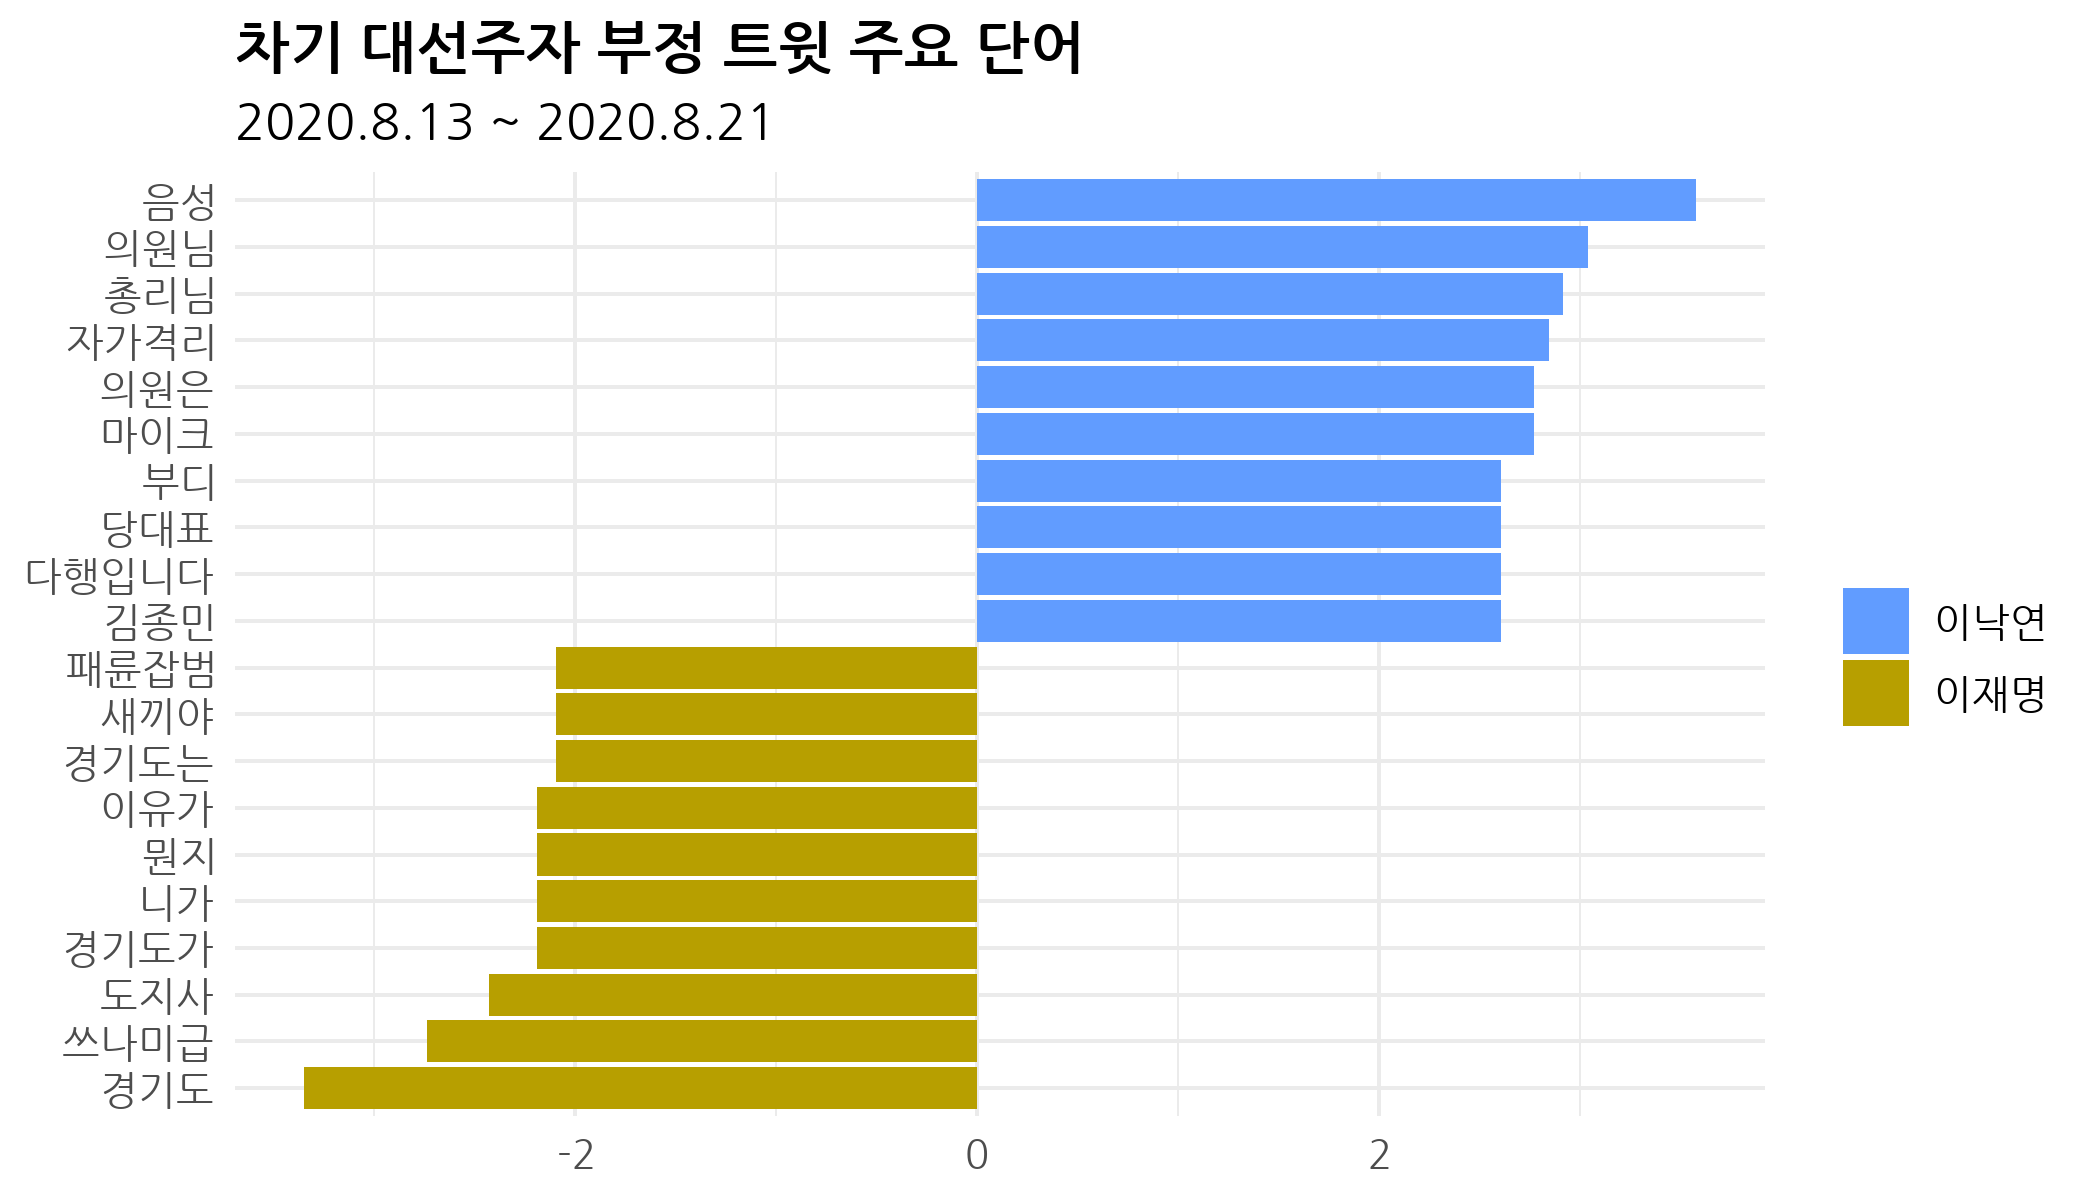 차기 대선주자 부정 트윗 주요 단어
2020.8.13 ~ 2020.8.21
음성
의원님
총리님
자가격리
의원은
마이크
부디
당대표
다행입니다
김종민
패륜잡범
새끼야
경기도는
이유가
뭔지
니가
경기도가
도지사
쓰나미급
경기도
-2 0 2
이낙연
이재명